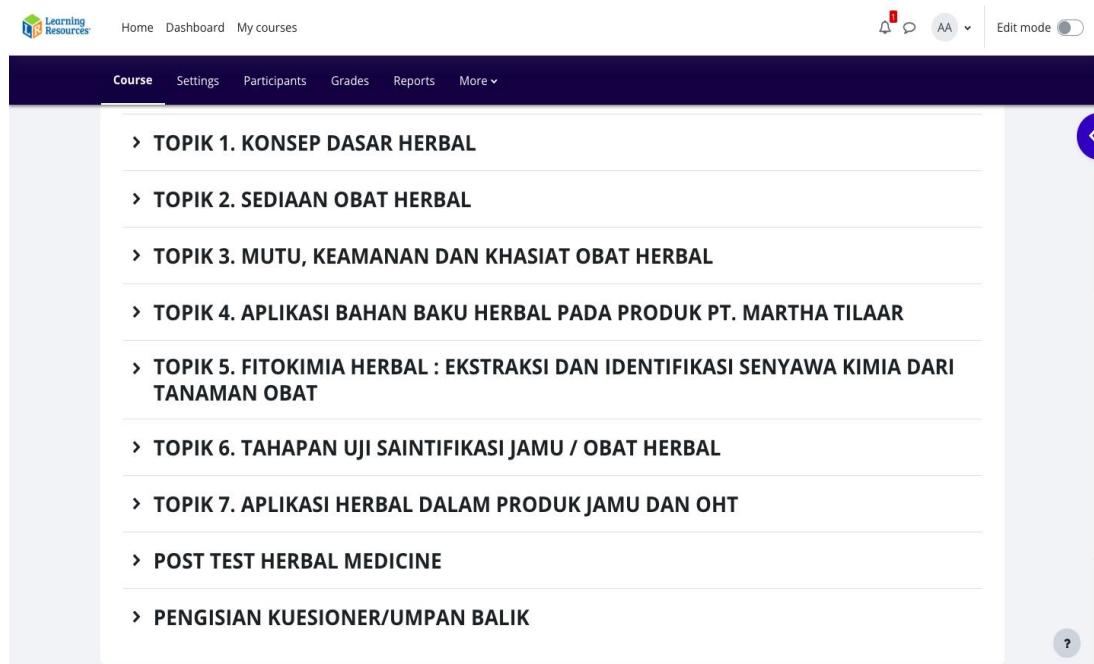 Learning
Resources
Home Dashboard My courses
1
AA
Edit mode
Course Settings Participants Grades Reports More
TOPIK 1. KONSEP DASAR HERBAL
TOPIK 2. SEDIAAN OBAT HERBAL
TOPIK 3. MUTU, KEAMANAN DAN KHASIAT OBAT HERBAL
TOPIK 4. APLIKASI BAHAN BAKU HERBAL PADA PRODUK PT. MARTHA TILAAR
TOPIK 5. FITOKIMIA HERBAL : EKSTRAKSI DAN IDENTIFIKASI SENYAWA KIMIA DARI
TANAMAN OBAT
TOPIK 6. TAHAPAN UJI SAINTIFIKASI JAMU / OBAT HERBAL
TOPIK 7. APLIKASI HERBAL DALAM PRODUK JAMU DAN OHT
POST TEST HERBAL MEDICINE
PENGISIAN KUESIONER/UMPAN BALIK
?